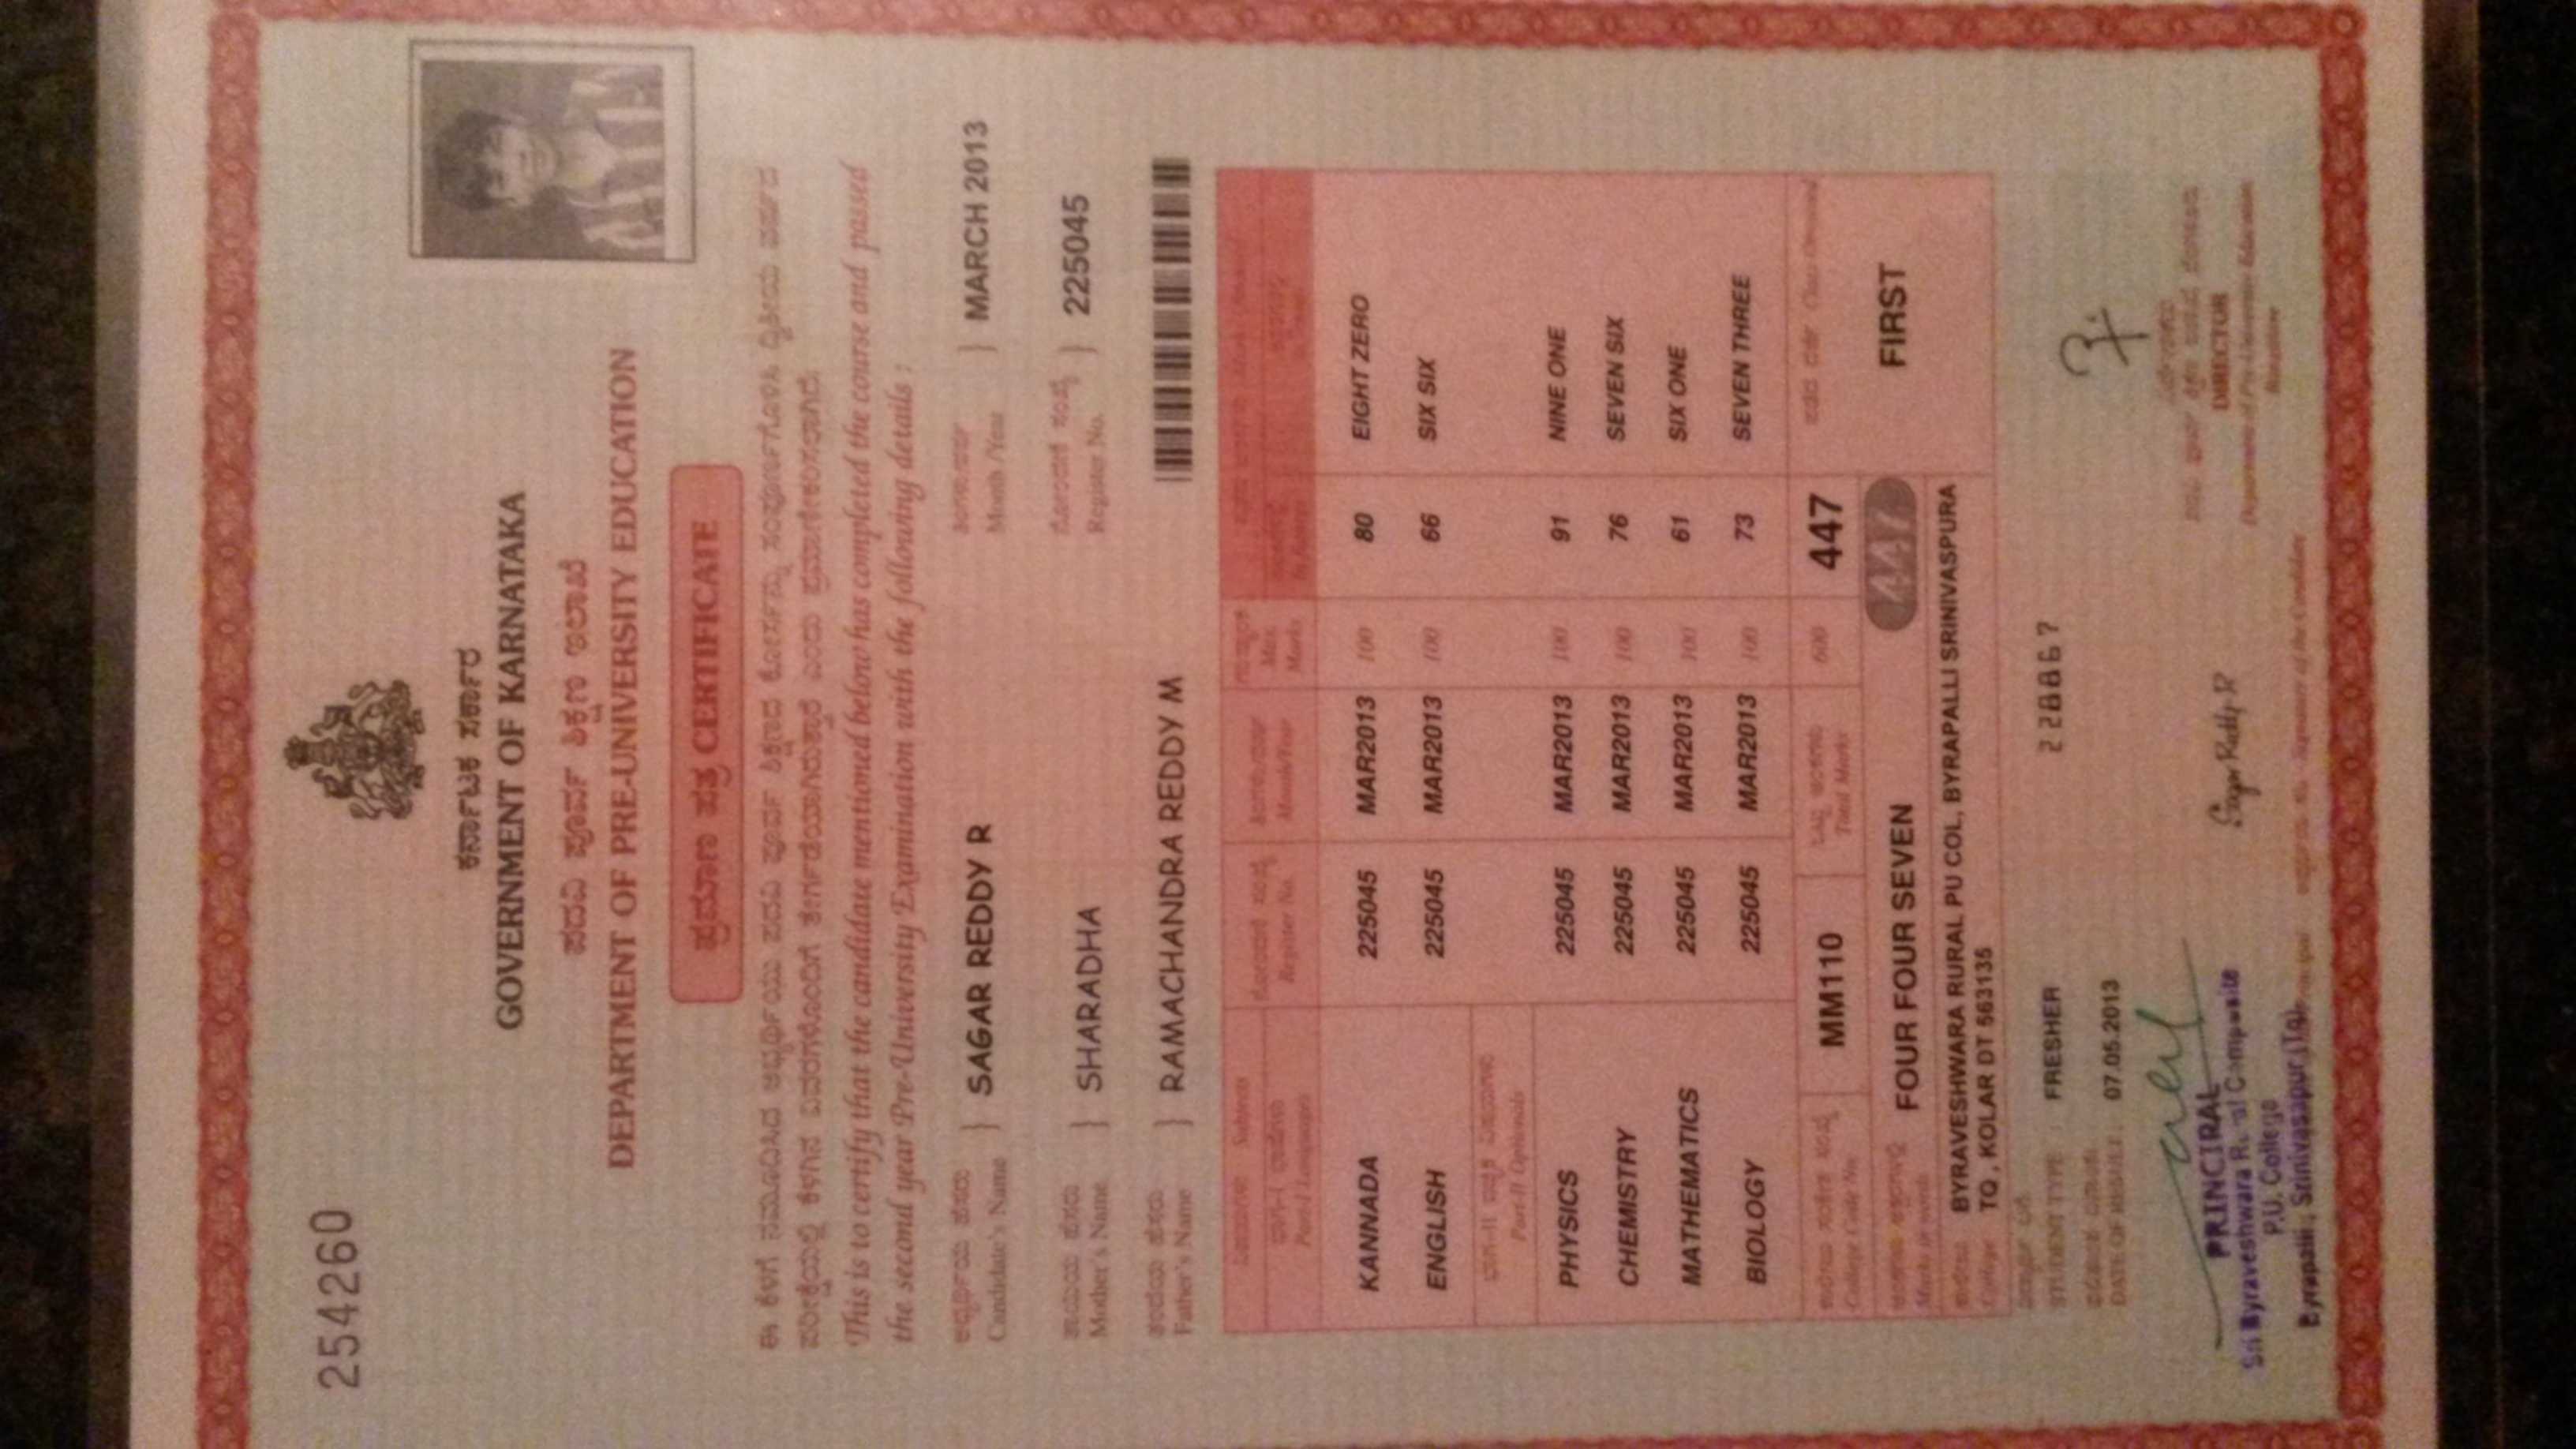 254260
ಕರ್ನಾಟಕ ಸರ್ಕಾರ
GOVERNMENT OF KARNATAKA
ಪದವಿ ಪೂರ್ವ ಶಿಕ್ಷಣ ಇಲಾಖೆ
DEPARTMENT OF PRE-UNIVERSITY EDUCATION
ಪ್ರಮಾಣ ಪತ್ರ CERTIFICATE
This is to certify that the candidate mentioned below has completed the course and passed
the second year Pre-University Examination with the following details :
ಅಭ್ಯರ್ಥಿಯ ಹೆಸರು
Candidate's Name } SAGAR REDDY R Month /Year } MARCH 2013
ತಾಯಿಯ ಹೆಸರು
Mother's Name } SHARADHA
ನೋಂದಣಿ ಸಂಖ್ಯೆ
Register No. } 225045
ತಂದೆಯ ಹೆಸರು
Father's Name } RAMACHANDRA REDDY M
Subjects Register No. Month/Year Max. Marks
Part-I Languages
KANNADA 225045 MAR2013 100 80 EIGHT ZERO
ENGLISH 225045 MAR2013 100 66 SIX SIX
Part-II Optionals
PHYSICS 225045 MAR2013 100 91 NINE ONE
CHEMISTRY 225045 MAR2013 100 76 SEVEN SIX
MATHEMATICS 225045 MAR2013 100 61 SIX ONE
BIOLOGY 225045 MAR2013 100 73 SEVEN THREE
College Code No. MM110 Total Marks 600 447 Class Obtained
Marks in words FOUR FOUR SEVEN 447 FIRST
College BYRAVESHWARA RURAL PU COL, BYRAPALLI SRINIVASPURA
TQ , KOLAR DT 563135
STUDENT TYPE : FRESHER 228867
DATE OF ISSUE : 07.05.2013
Sagar Reddy R
PRINCIPAL
Sri Byraveshwara Rural Composite
P.U. College
Byrapalli, Srinivasapur (Tq)
DIRECTOR
Department of Pre-University Education
Bangalore
Signature of the Candidate